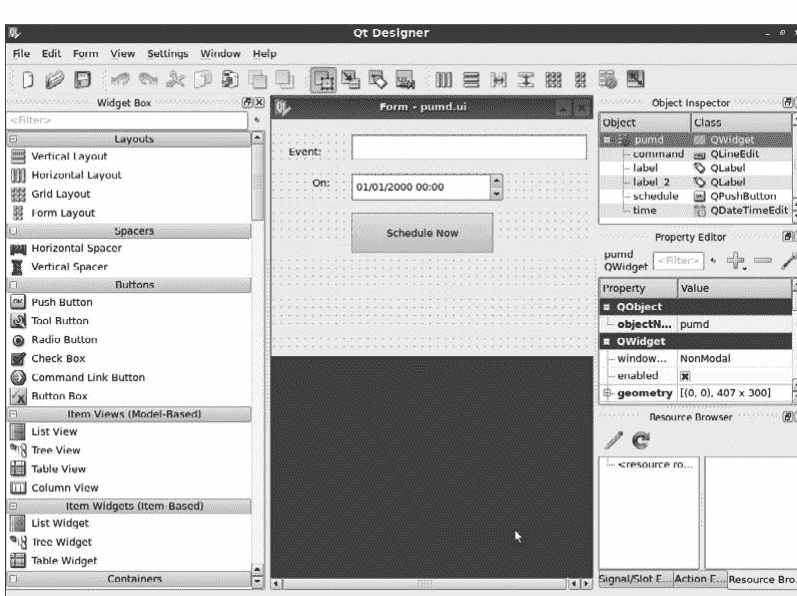 Qt Designer
File Edit Form View Settings Window Help
Widget Box
<Filter>
Layouts
Vertical Layout
Horizontal Layout
Grid Layout
Form Layout
Spacers
Horizontal Spacer
Vertical Spacer
Buttons
Push Button
Tool Button
Radio Button
Check Box
Command Link Button
Button Box
Item Views (Model-Based)
List View
Tree View
Table View
Column View
Item Widgets (Item-Based)
List Widget
Tree Widget
Table Widget
Containers
Form - pumd.ui
Event:
On: 01/01/2000 00:00
Schedule Now
Object Inspector
Object Class
pumd QWidget
command QLineEdit
label QLabel
label_2 QLabel
schedule QPushButton
time QDateTimeEdit
Property Editor
pumd
QWidget
<Filter>
Property Value
QObject
objectN... pumd
QWidget
window... NonModal
enabled
geometry [(0, 0), 407 x 300]
Resource Browser
<resource ro...
Signal/Slot E... Action E... Resource Bro...